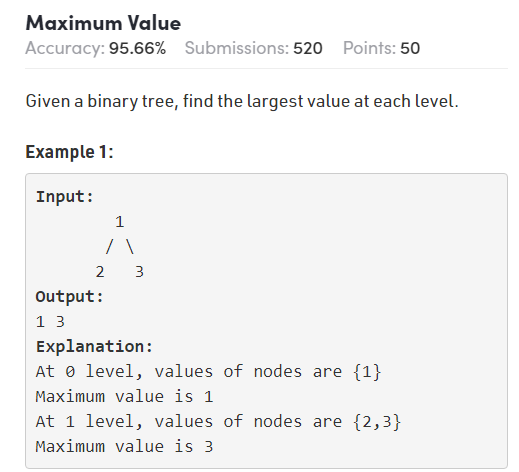 Maximum Value
Accuracy: 95.66% Submissions: 520 Points: 50
Given a binary tree, find the largest value at each level.
Example 1:
Input:
1
/ \
2 3
Output:
1 3
Explanation:
At 0 level, values of nodes are {1}
Maximum value is 1
At 1 level, values of nodes are {2,3}
Maximum value is 3